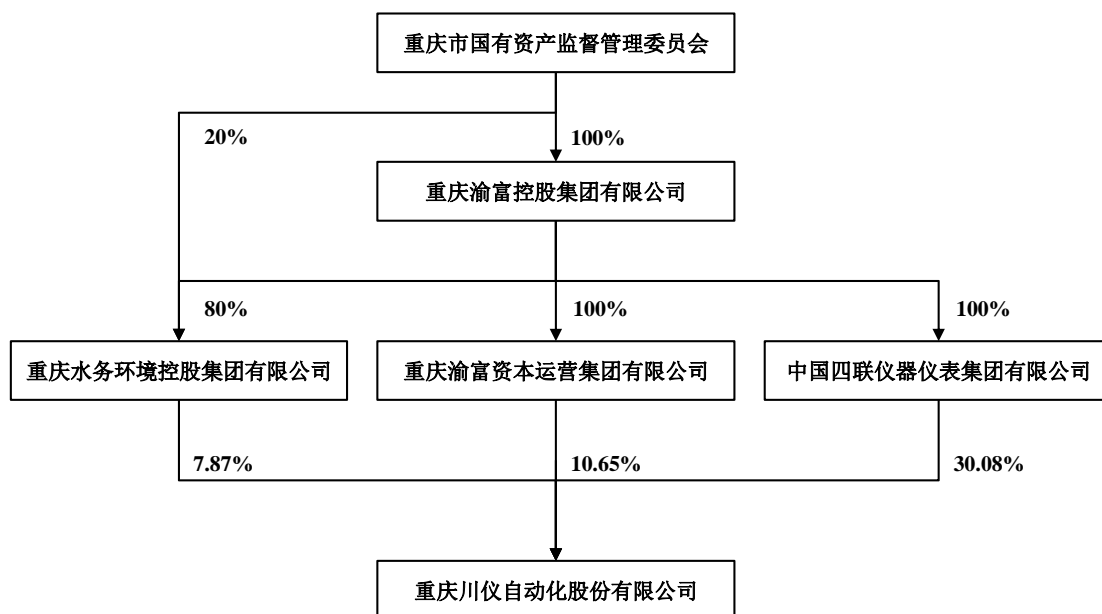 重庆市国有资产监督管理委员会
20%
100%
重庆渝富控股集团有限公司
80%
100%
100%
重庆水务环境控股集团有限公司
重庆渝富资本运营集团有限公司
中国四联仪器仪表集团有限公司
7.87%
10.65%
30.08%
重庆川仪自动化股份有限公司